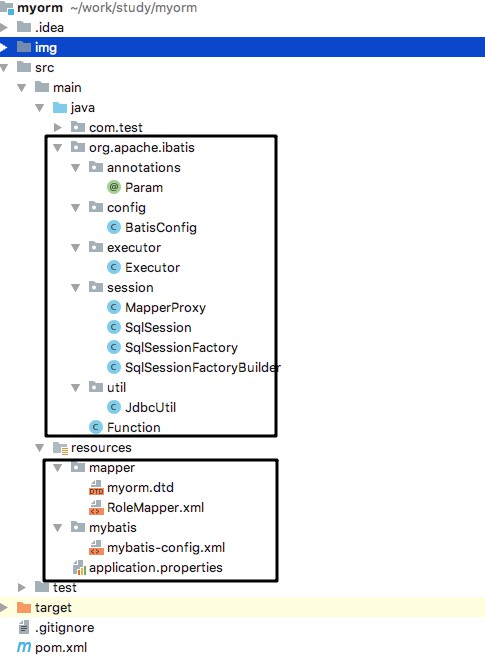 myorm ~/work/study/myorm
.idea
img
src
main
java
com.test
org.apache.ibatis
annotations
@ Param
config
C BatisConfig
executor
C Executor
session
C MapperProxy
C SqlSession
C SqlSessionFactory
C SqlSessionFactoryBuilder
util
C JdbcUtil
C Function
resources
mapper
DTD myorm.dtd
<> RoleMapper.xml
mybatis
<> mybatis-config.xml
application.properties
test
target
.gitignore
m pom.xml